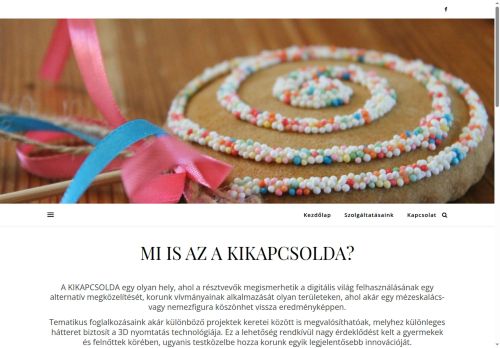 Kezdőlap Szolgáltatásaink Kapcsolat
MI IS AZ A KIKAPCSOLDA?
A KIKAPCSOLDA egy olyan hely, ahol a résztvevők megismerhetik a digitális világ felhasználásának egy
alternatív megközelítését, korunk vívmányainak alkalmazását olyan területeken, ahol akár egy mézeskalács-
vagy nemezfigura köszönhet vissza eredményképpen.
Tematikus foglalkozásaink akár különböző projektek keretei között is megvalósíthatóak, melyhez különleges
hátteret biztosít a 3D nyomtatás technológiája. Ez a lehetőség rendkívül nagy érdeklődést kelt a gyermekek
és felnőttek körében, ugyanis testközelbe hozza korunk egyik legjelentősebb innovációját.